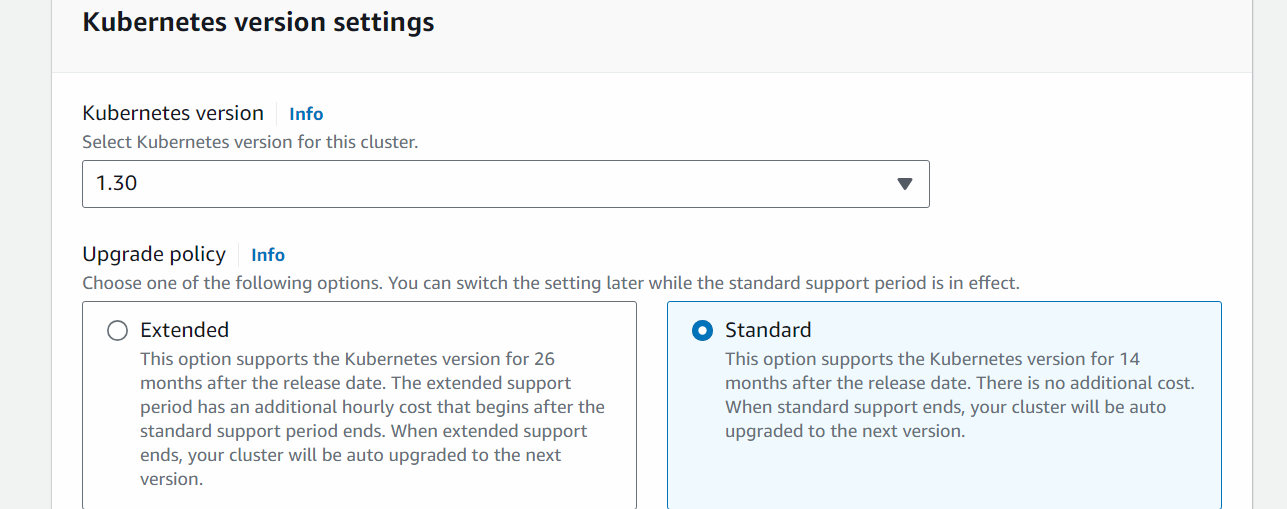 Kubernetes version settings
Kubernetes version Info
Select Kubernetes version for this cluster.
1.30
Upgrade policy Info
Choose one of the following options. You can switch the setting later while the standard support period is in effect.
Extended
This option supports the Kubernetes version for 26
months after the release date. The extended support
period has an additional hourly cost that begins after the
standard support period ends. When extended support
ends, your cluster will be auto upgraded to the next
version.
Standard
This option supports the Kubernetes version for 14
months after the release date. There is no additional cost.
When standard support ends, your cluster will be auto
upgraded to the next version.